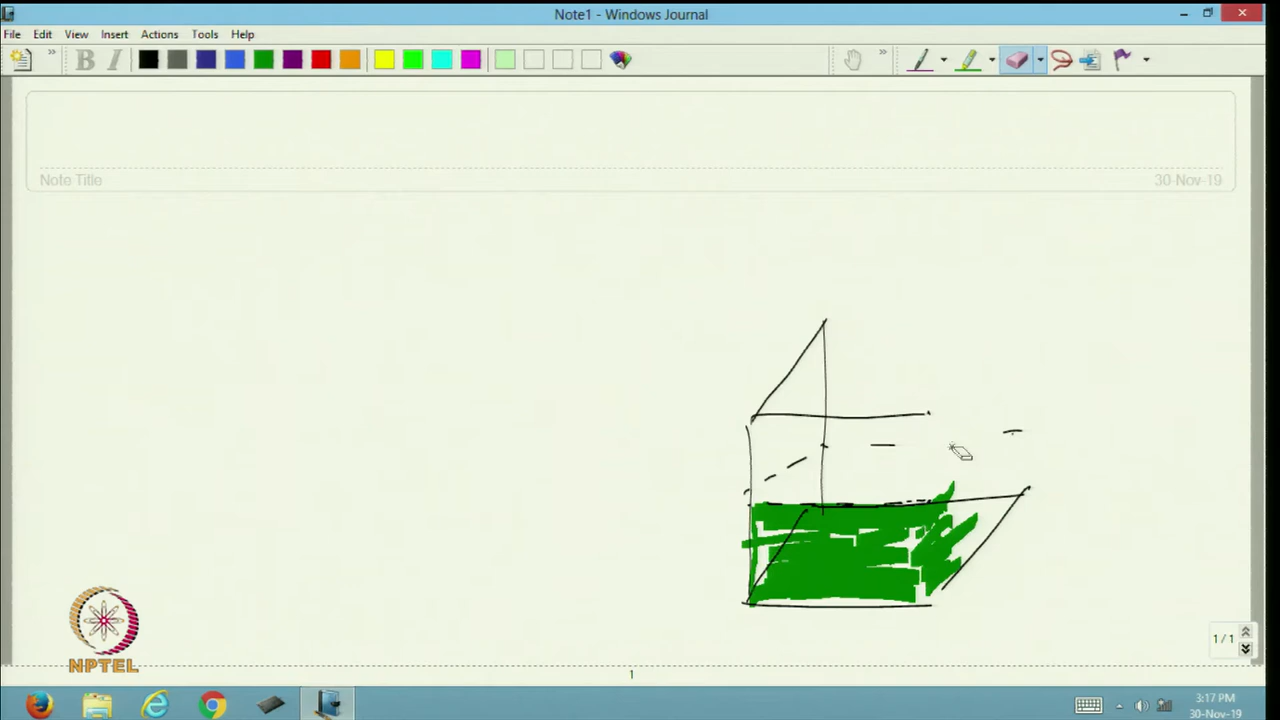 Note1 - Windows Journal
File Edit View Insert Actions Tools Help
B I
Note Title
30-Nov-19
NPTEL
1 / 1
1
3:17 PM
30-Nov-19